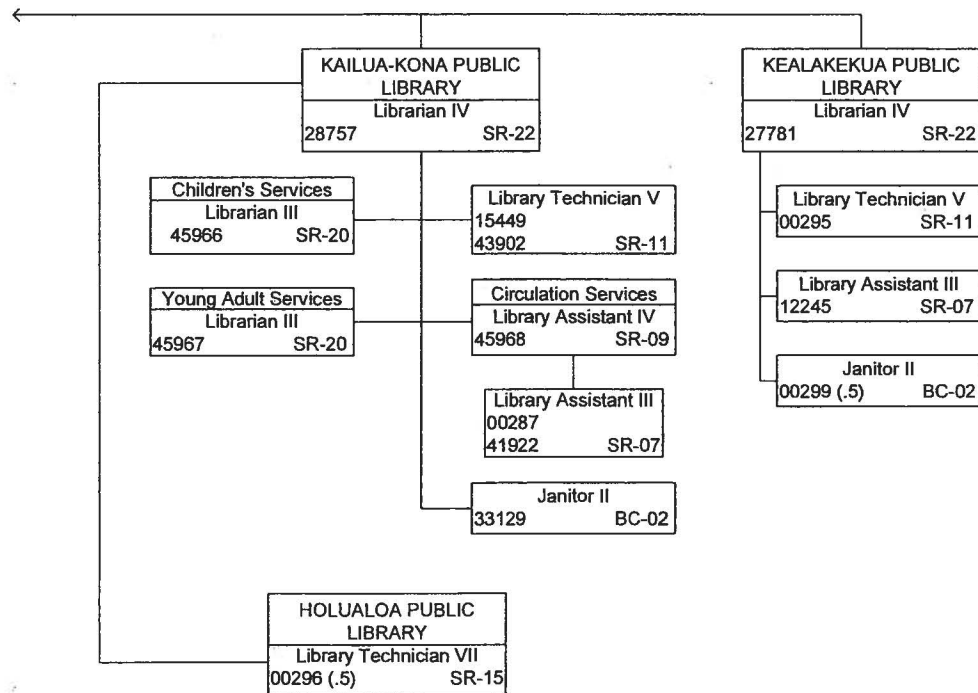 KAILUA-KONA PUBLIC
LIBRARY
Librarian IV
28757 SR-22
KEALAKEKUA PUBLIC
LIBRARY
Librarian IV
27781 SR-22
Children's Services
Librarian III
45966 SR-20
Library Technician V
15449
43902 SR-11
Library Technician V
00295 SR-11
Young Adult Services
Librarian III
45967 SR-20
Circulation Services
Library Assistant IV
45968 SR-09
Library Assistant III
12245 SR-07
Library Assistant III
00287
41922 SR-07
Janitor II
00299 (.5) BC-02
Janitor II
33129 BC-02
HOLUALOA PUBLIC
LIBRARY
Library Technician VII
00296 (.5) SR-15